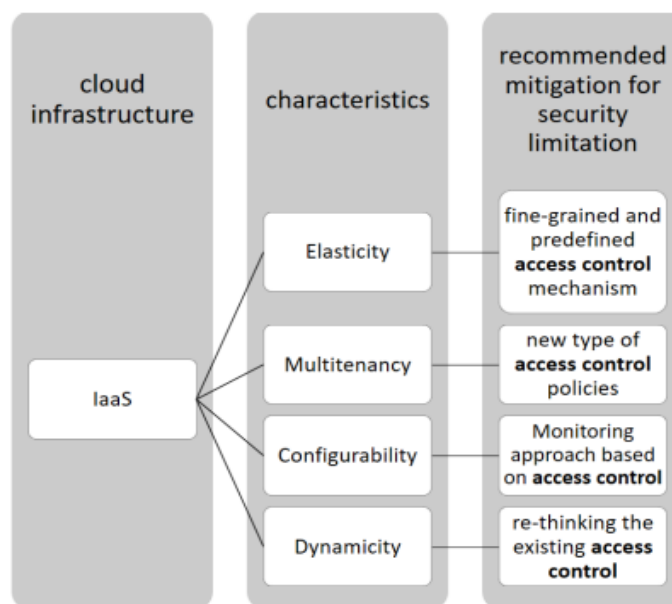 cloud
infrastructure
characteristics
recommended
mitigation for
security
limitation
IaaS
Elasticity
fine-grained and
predefined
access control
mechanism
Multitenancy
new type of
access control
policies
Configurability
Monitoring
approach based
on access control
Dynamicity
re-thinking the
existing access
control